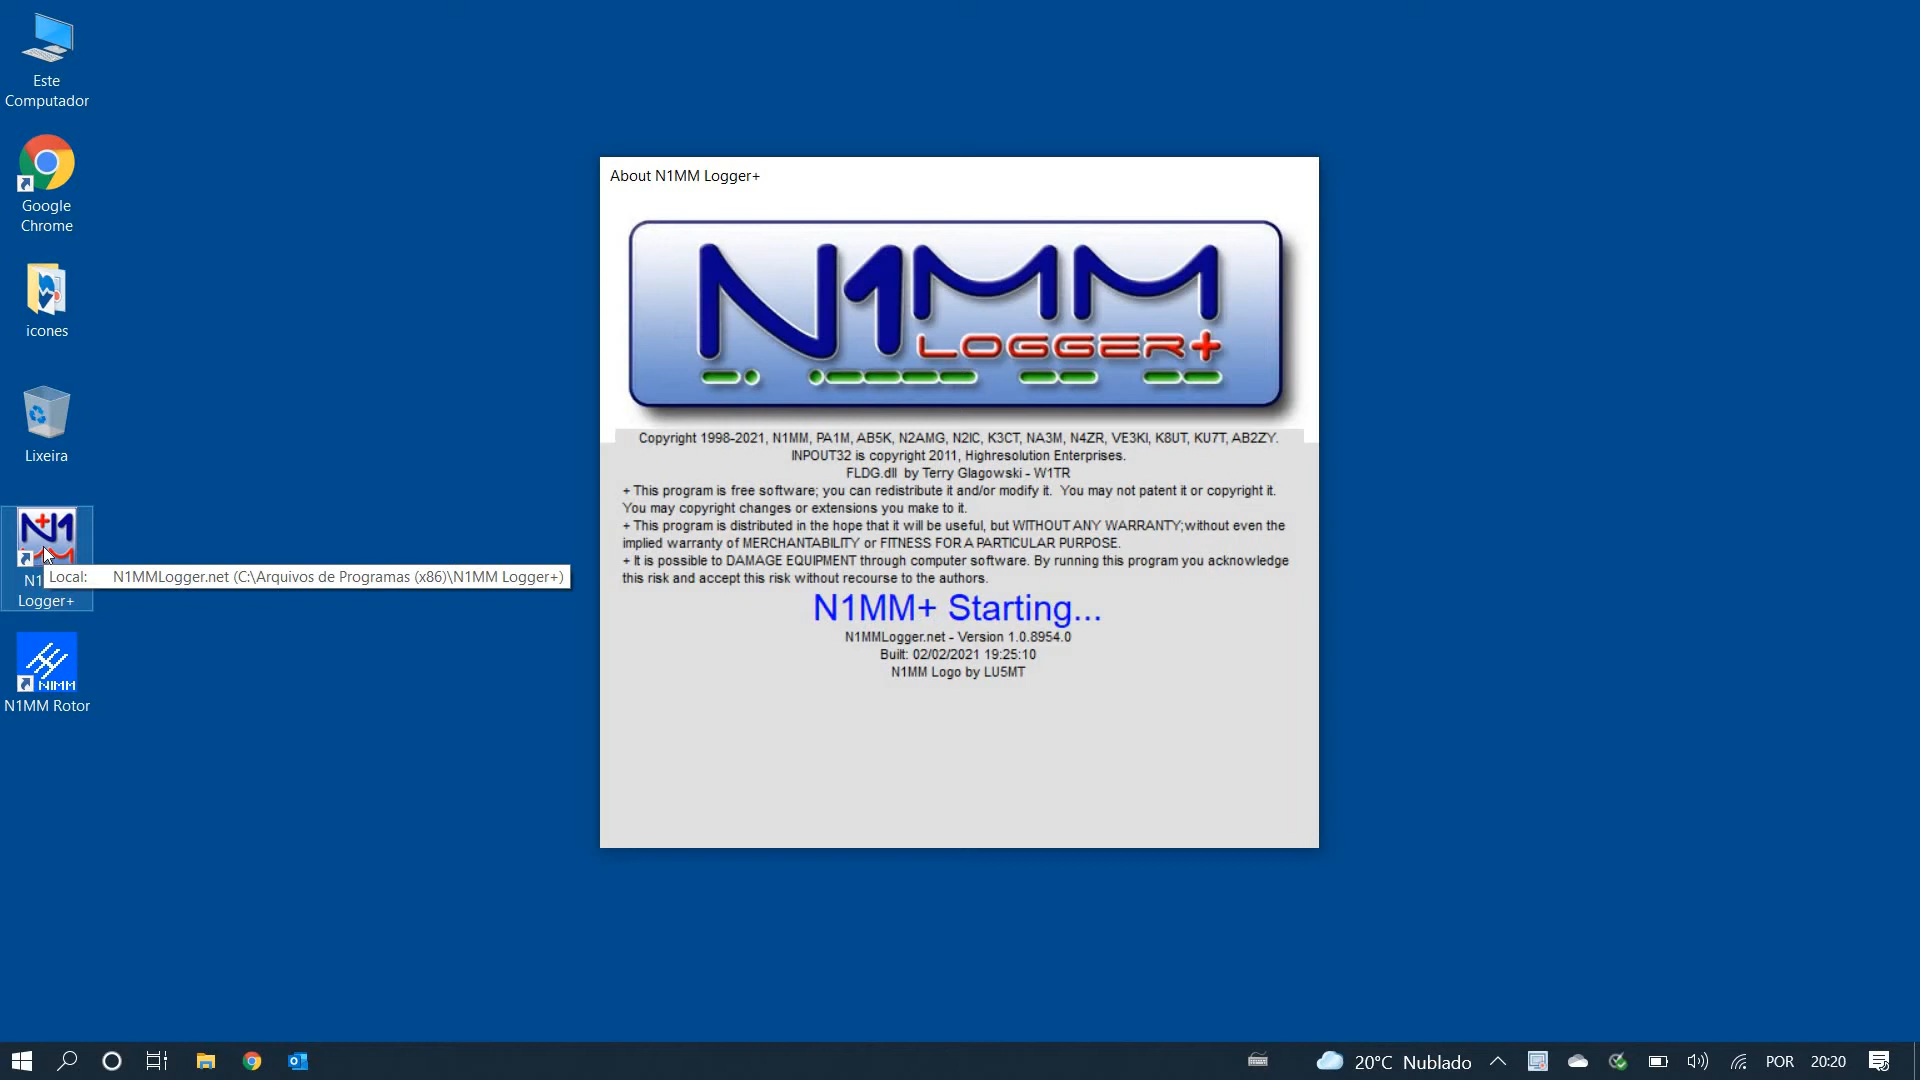 Este
Computador
Google
Chrome
icones
Lixeira
N1
Logger+
N1MM Rotor
Local: N1MMLogger.net (C:\Arquivos de Programas (x86)\N1MM Logger+)
About N1MM Logger+
N1MM
LOGGER+
Copyright 1998-2021, N1MM, PA1M, AB5K, N2AMG, N2IC, K3CT, NA3M, N4ZR, VE3KI, K8UT, KU7T, AB2ZY.
INPOUT32 is copyright 2011, Highresolution Enterprises.
FLDG.dll by Terry Glagowski - W1TR
+ This program is free software; you can redistribute it and/or modify it. You may not patent it or copyright it.
You may copyright changes or extensions you make to it.
+ This program is distributed in the hope that it will be useful, but WITHOUT ANY WARRANTY;without even the
implied warranty of MERCHANTABILITY or FITNESS FOR A PARTICULAR PURPOSE.
+ It is possible to DAMAGE EQUIPMENT through computer software. By running this program you acknowledge
this risk and accept this risk without recourse to the authors.
N1MM+ Starting...
N1MMLogger.net - Version 1.0.8954.0
Built: 02/02/2021 19:25:10
N1MM Logo by LU5MT
20°C Nublado
POR
20:20